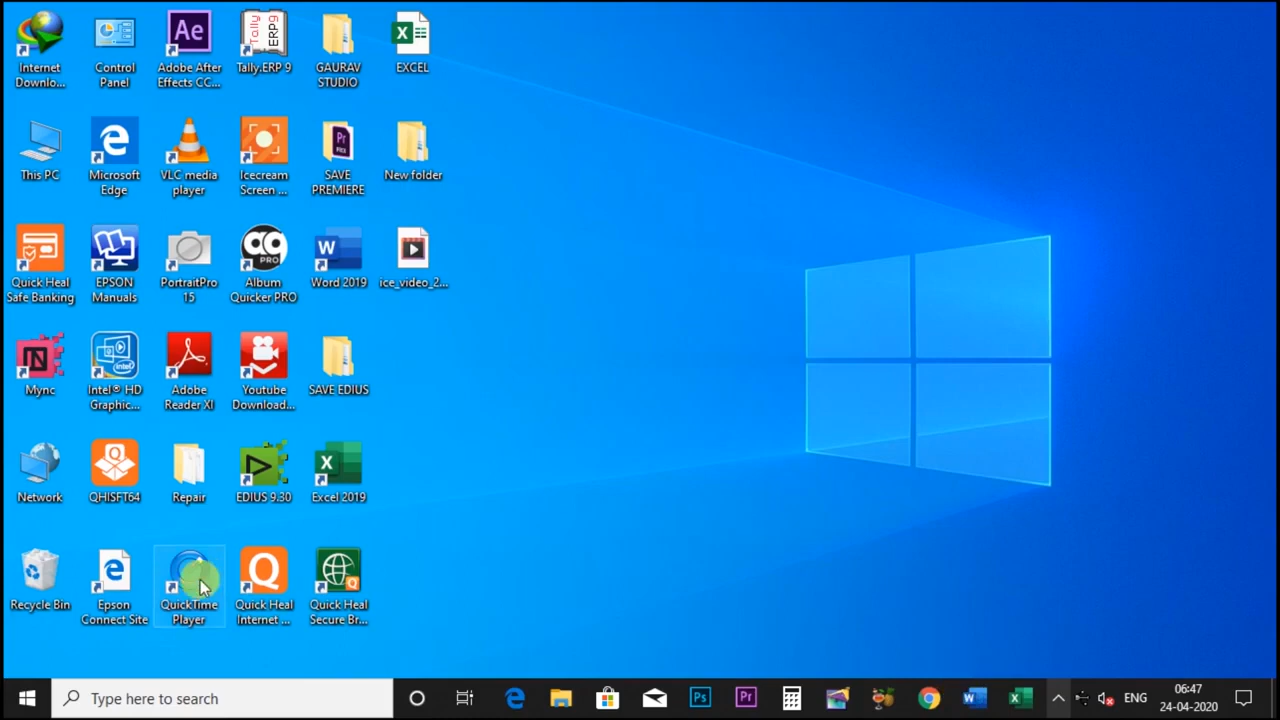 Internet
Downlo...
Control
Panel
Ae
Adobe After
Effects CC...
Tally
ERP9
Tally.ERP 9
GAURAV
STUDIO
X
EXCEL
This PC
Microsoft
Edge
VLC media
player
Icecream
Screen ...
Pr
SAVE
PREMIERE
New folder
Quick Heal
Safe Banking
EPSON
Manuals
PortraitPro
15
PRO
Album
Quicker PRO
W
Word 2019
ice_video_2...
Mync
intel
Intel® HD
Graphic...
Adobe
Reader XI
Youtube
Download...
SAVE EDIUS
Network
QHISFT64
Repair
EDIUS 9.30
X
Excel 2019
Recycle Bin
Epson
Connect Site
QuickTime
Player
Q
Quick Heal
Internet ...
Q
Quick Heal
Secure Br...
Type here to search
Ps
Pr
W
X
ENG
06:47
24-04-2020